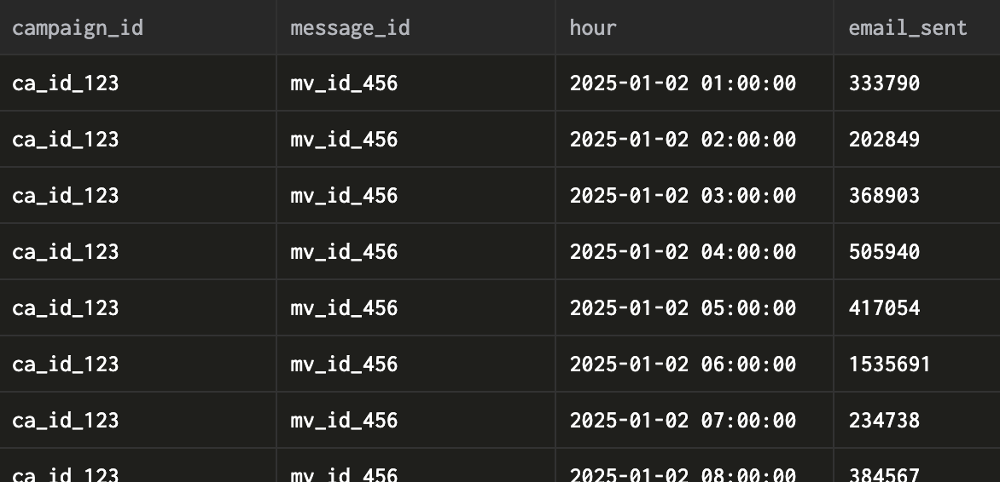 campaign_id message_id hour email_sent
ca_id_123 mv_id_456 2025-01-02 01:00:00 333790
ca_id_123 mv_id_456 2025-01-02 02:00:00 202849
ca_id_123 mv_id_456 2025-01-02 03:00:00 368903
ca_id_123 mv_id_456 2025-01-02 04:00:00 505940
ca_id_123 mv_id_456 2025-01-02 05:00:00 417054
ca_id_123 mv_id_456 2025-01-02 06:00:00 1535691
ca_id_123 mv_id_456 2025-01-02 07:00:00 234738
ca_id_123 mv_id_456 2025-01-02 08:00:00 384567